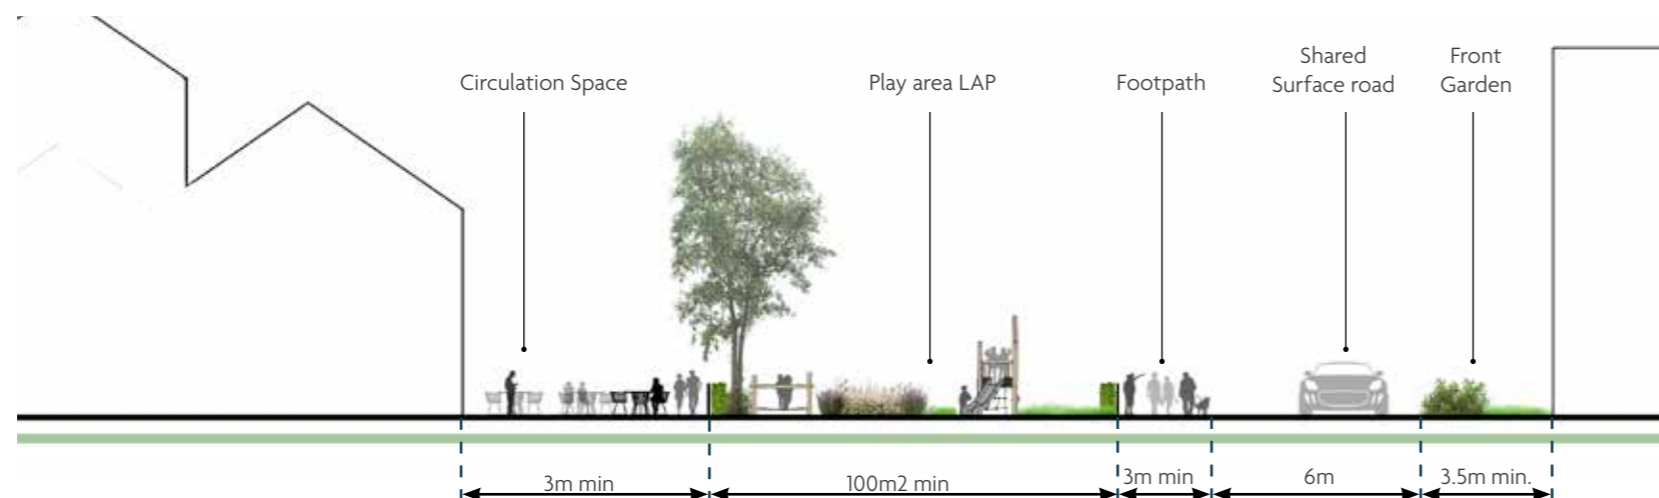 Circulation Space
Play area LAP
Footpath
Shared
Surface road
Front
Garden
3m min
100m2 min
3m min
6m
3.5m min.